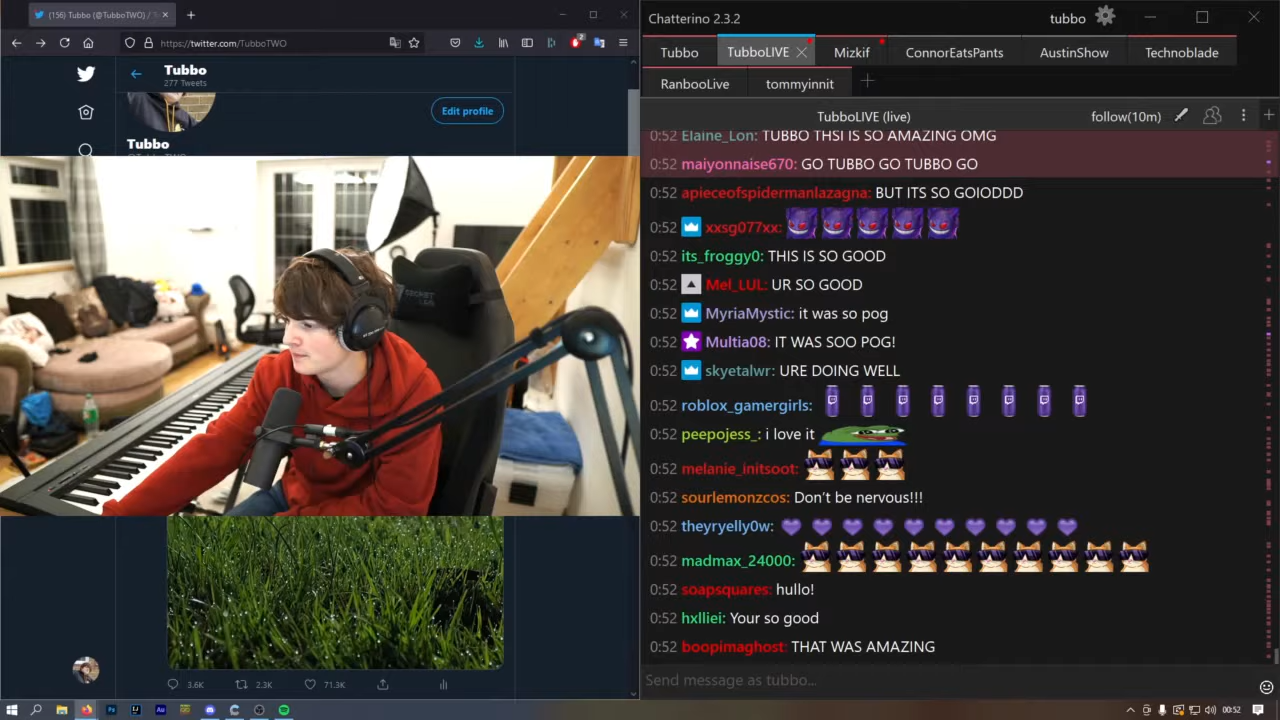 (156) Tubbo (@TubboTWO) /
https://twitter.com/TubboTWO
2
Tubbo
277 Tweets
Edit profile
Tubbo
3.6K 2.3K 71.3K
Chatterino 2.3.2
tubbo
Tubbo TubboLIVE Mizkif ConnorEatsPants AustinShow Technoblade
RanbooLive tommyinnit
TubboLIVE (live)
follow(10m)
0:52 Elaine_Lon: TUBBO THSI IS SO AMAZING OMG
0:52 maiyonnaise670: GO TUBBO GO TUBBO GO
0:52 apieceofspidermanlazagna: BUT ITS SO GOIODDD
0:52 xxsg077xx:
0:52 its_froggy0: THIS IS SO GOOD
0:52 Mel_LUL: UR SO GOOD
0:52 MyriaMystic: it was so pog
0:52 Multia08: IT WAS SOO POG!
0:52 skyetalwr: URE DOING WELL
0:52 roblox_gamergirls:
0:52 peepojess_: i love it
0:52 melanie_initsoot:
0:52 sourlemonzcos: Don't be nervous!!!
0:52 theyryelly0w:
0:52 madmax_24000:
0:52 soapsquares: hullo!
0:52 hxlliei: Your so good
0:52 boopimaghost: THAT WAS AMAZING
Send message as tubbo...
00:52